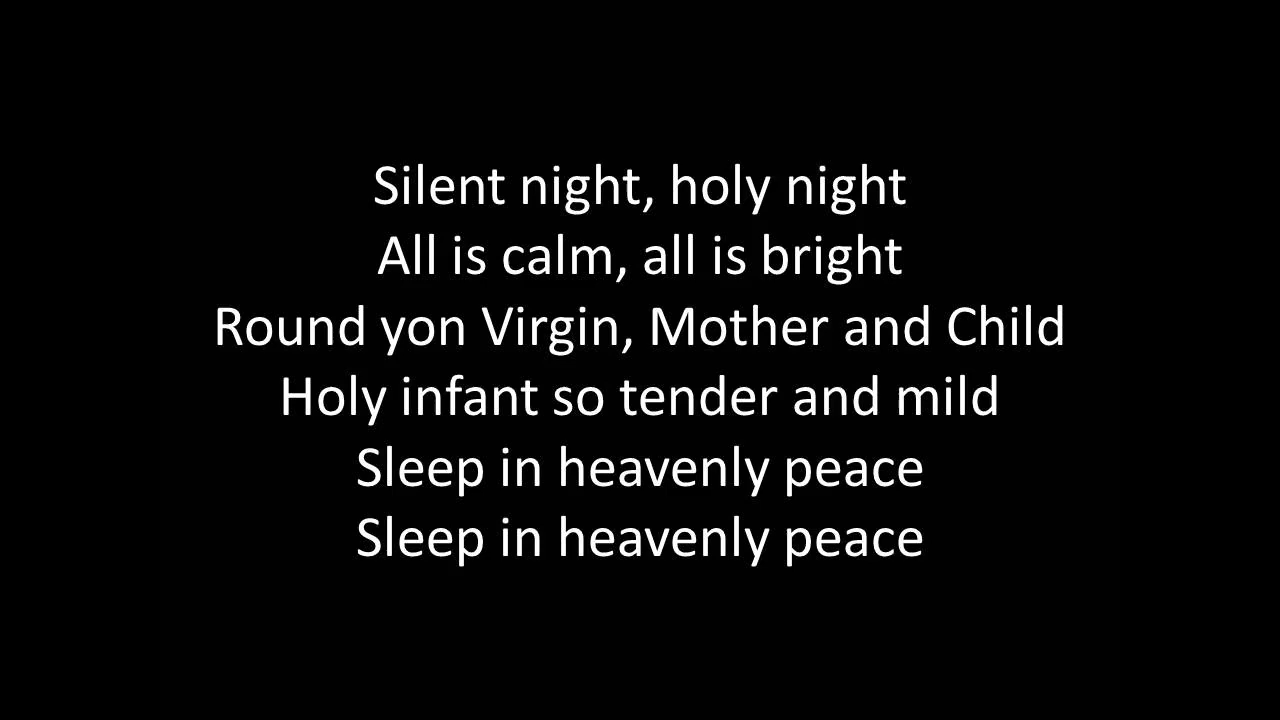 Silent night, holy night
All is calm, all is bright
Round yon Virgin, Mother and Child
Holy infant so tender and mild
Sleep in heavenly peace
Sleep in heavenly peace